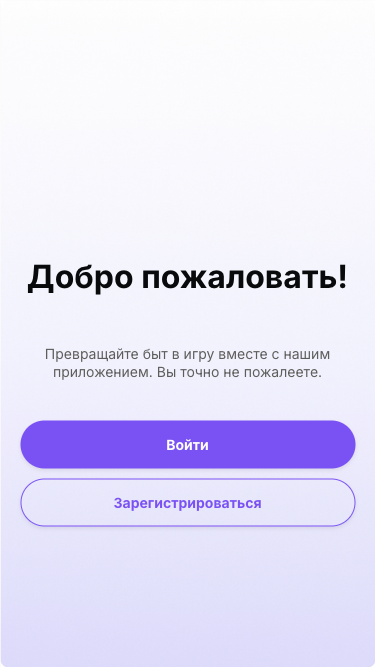 Добро пожаловать!
Превращайте быт в игру вместе с нашим
приложением. Вы точно не пожалеете.
Войти
Зарегистрироваться